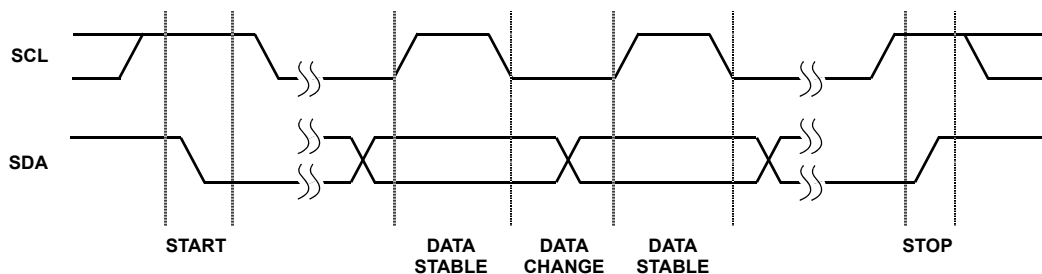 SCL
SDA
START
DATA
STABLE
DATA
CHANGE
DATA
STABLE
STOP